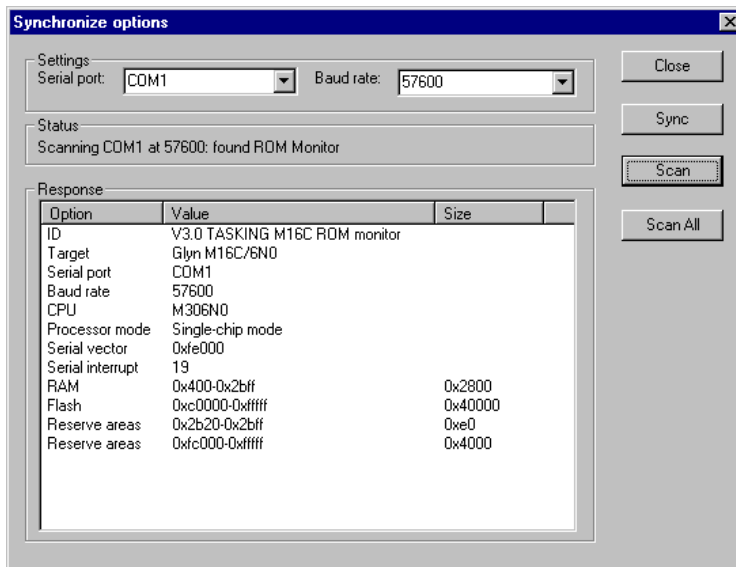 Synchronize options
Settings
Serial port: COM1 Baud rate: 57600
Close
Status
Sync
Scanning COM1 at 57600: found ROM Monitor
Scan
Response
Option Value Size
Scan All
ID V3.0 TASKING M16C ROM monitor
Target Glyn M16C/6N0
Serial port COM1
Baud rate 57600
CPU M306N0
Processor mode Single-chip mode
Serial vector 0xfe000
Serial interrupt 19
RAM 0x400-0x2bff 0x2800
Flash 0xc0000-0xfffff 0x40000
Reserve areas 0x2b20-0x2bff 0xe0
Reserve areas 0xfc000-0xfffff 0x4000